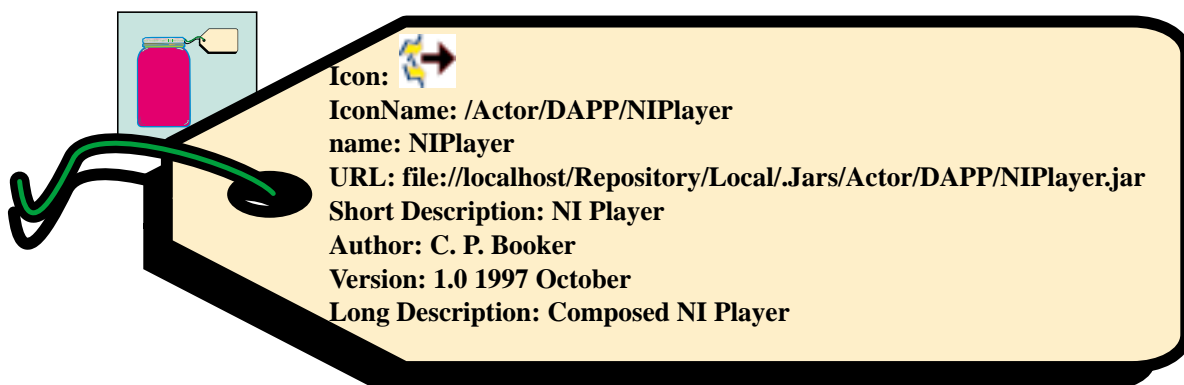 Icon:
IconName: /Actor/DAPP/NIPlayer
name: NIPlayer
URL: file://localhost/Repository/Local/.Jars/Actor/DAPP/NIPlayer.jar
Short Description: NI Player
Author: C. P. Booker
Version: 1.0 1997 October
Long Description: Composed NI Player